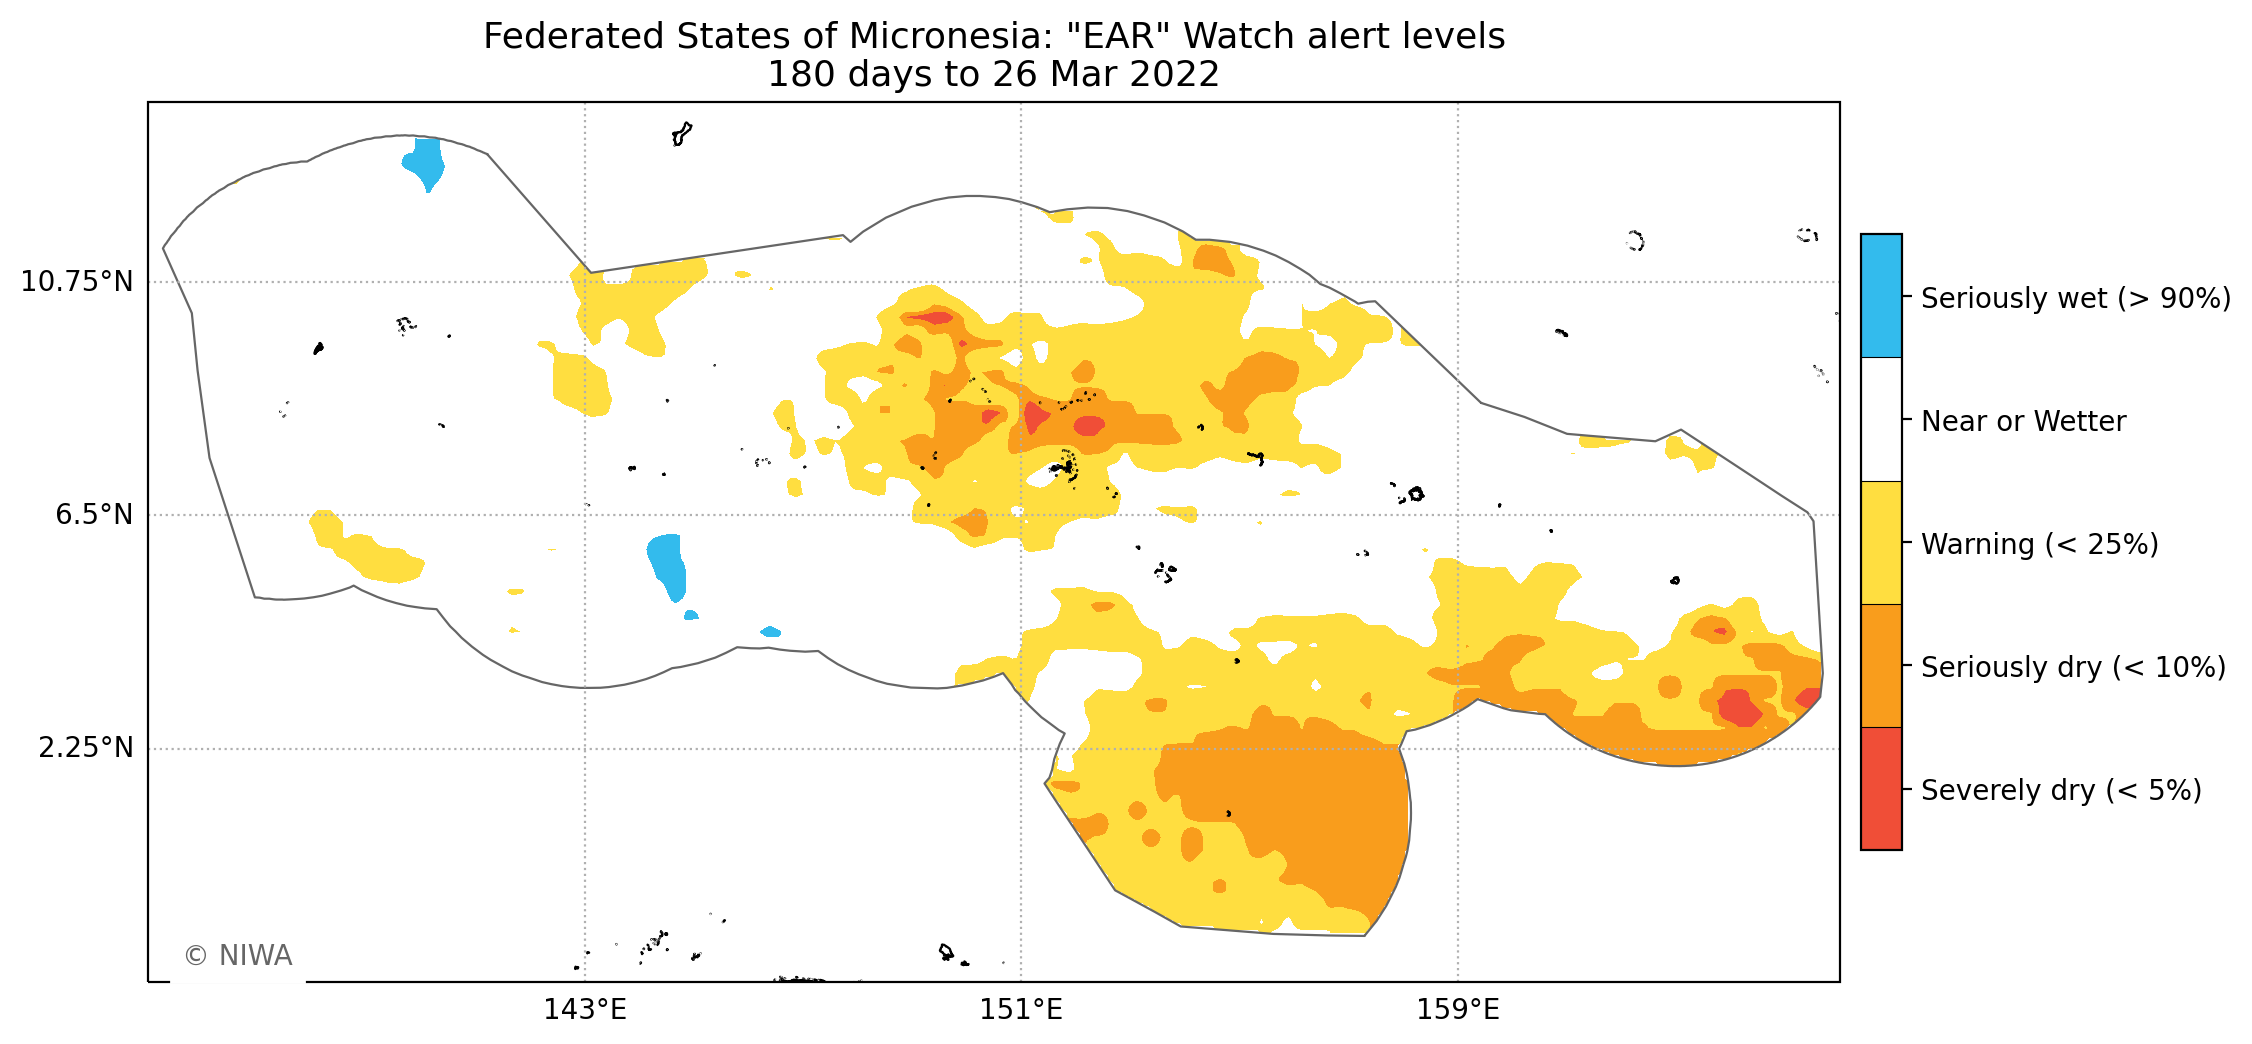 Federated States of Micronesia: "EAR" Watch alert levels
180 days to 26 Mar 2022
10.75°N
6.5°N
2.25°N
143°E
151°E
159°E
© NIWA
Seriously wet (> 90%)
Near or Wetter
Warning (< 25%)
Seriously dry (< 10%)
Severely dry (< 5%)